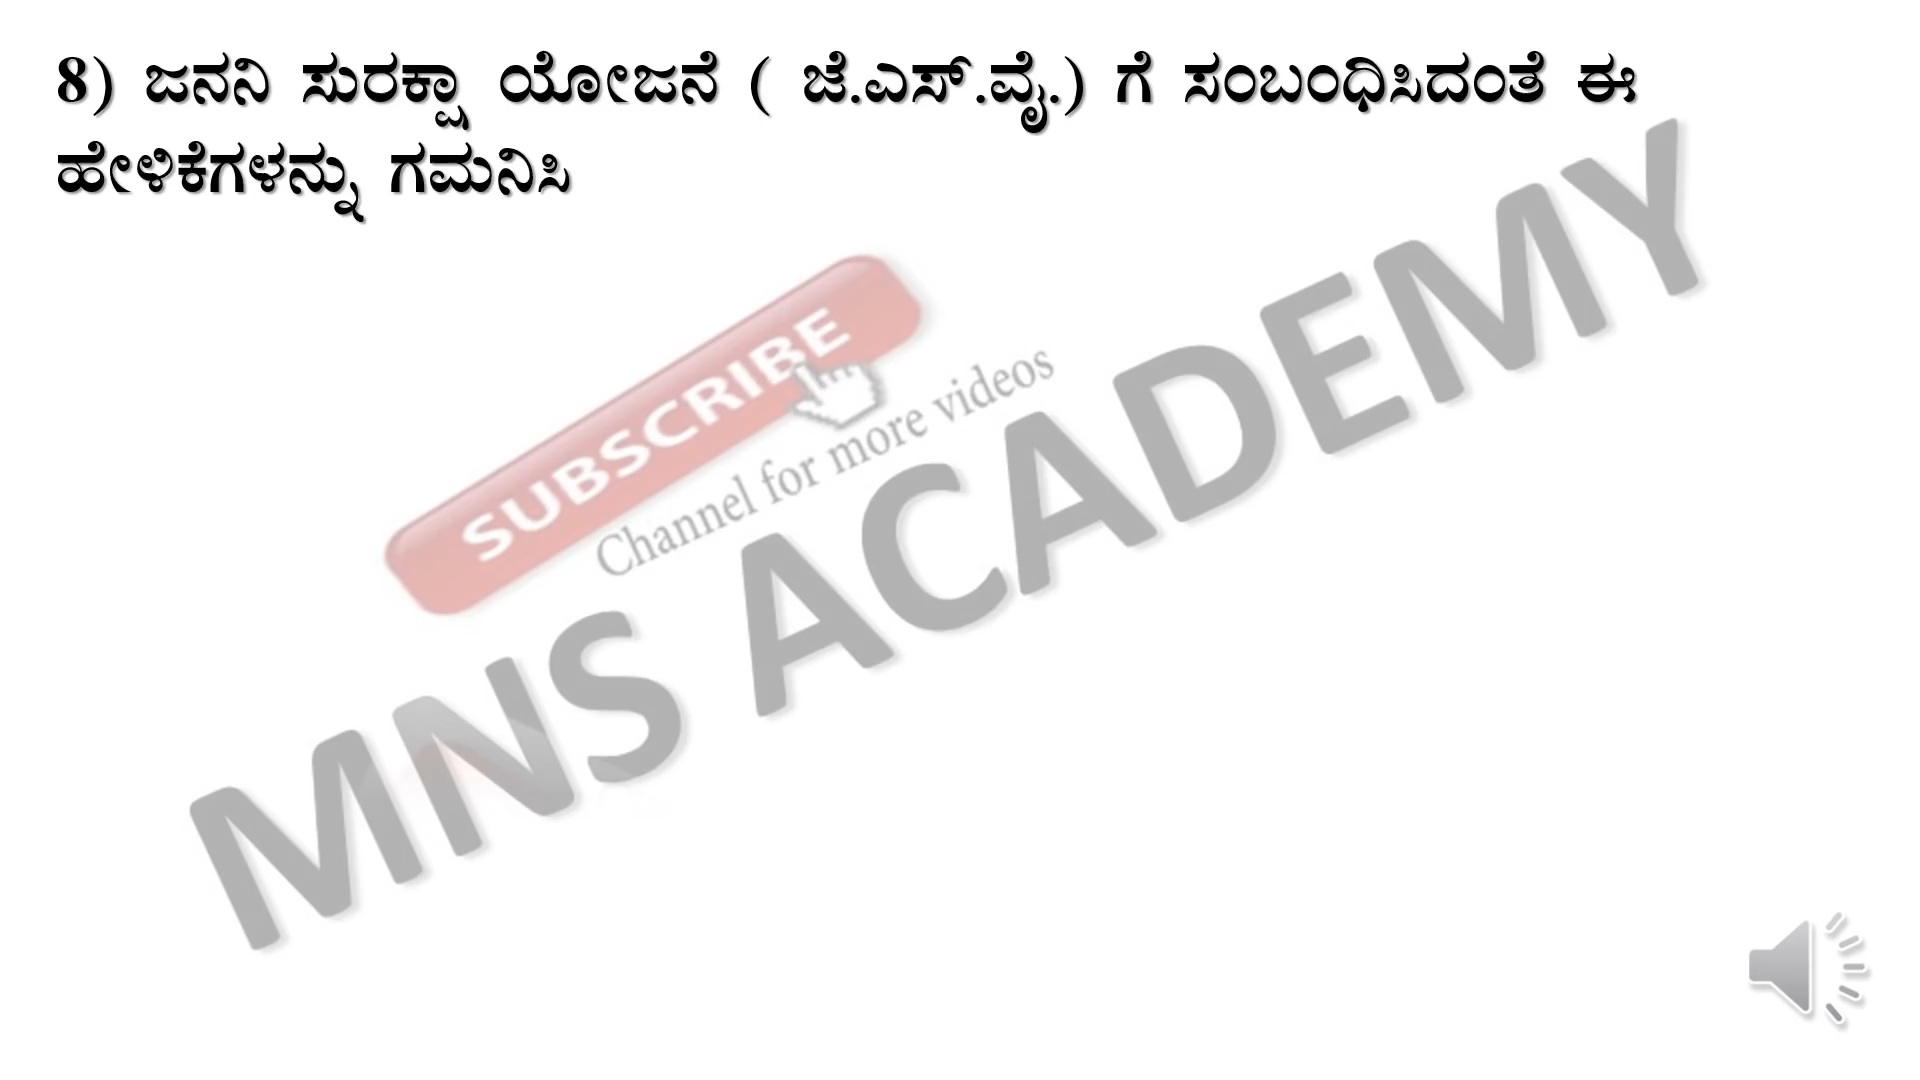 8) ಜನನಿ ಸುರಕ್ಷಾ ಯೋಜನೆ ( ಜೆ.ಎಸ್.ವೈ.) ಗೆ ಸಂಬಂಧಿಸಿದಂತೆ ಈ
ಹೇಳಿಕೆಗಳನ್ನು ಗಮನಿಸಿ
SUBSCRIBE
Channel for more videos
MNS ACADEMY